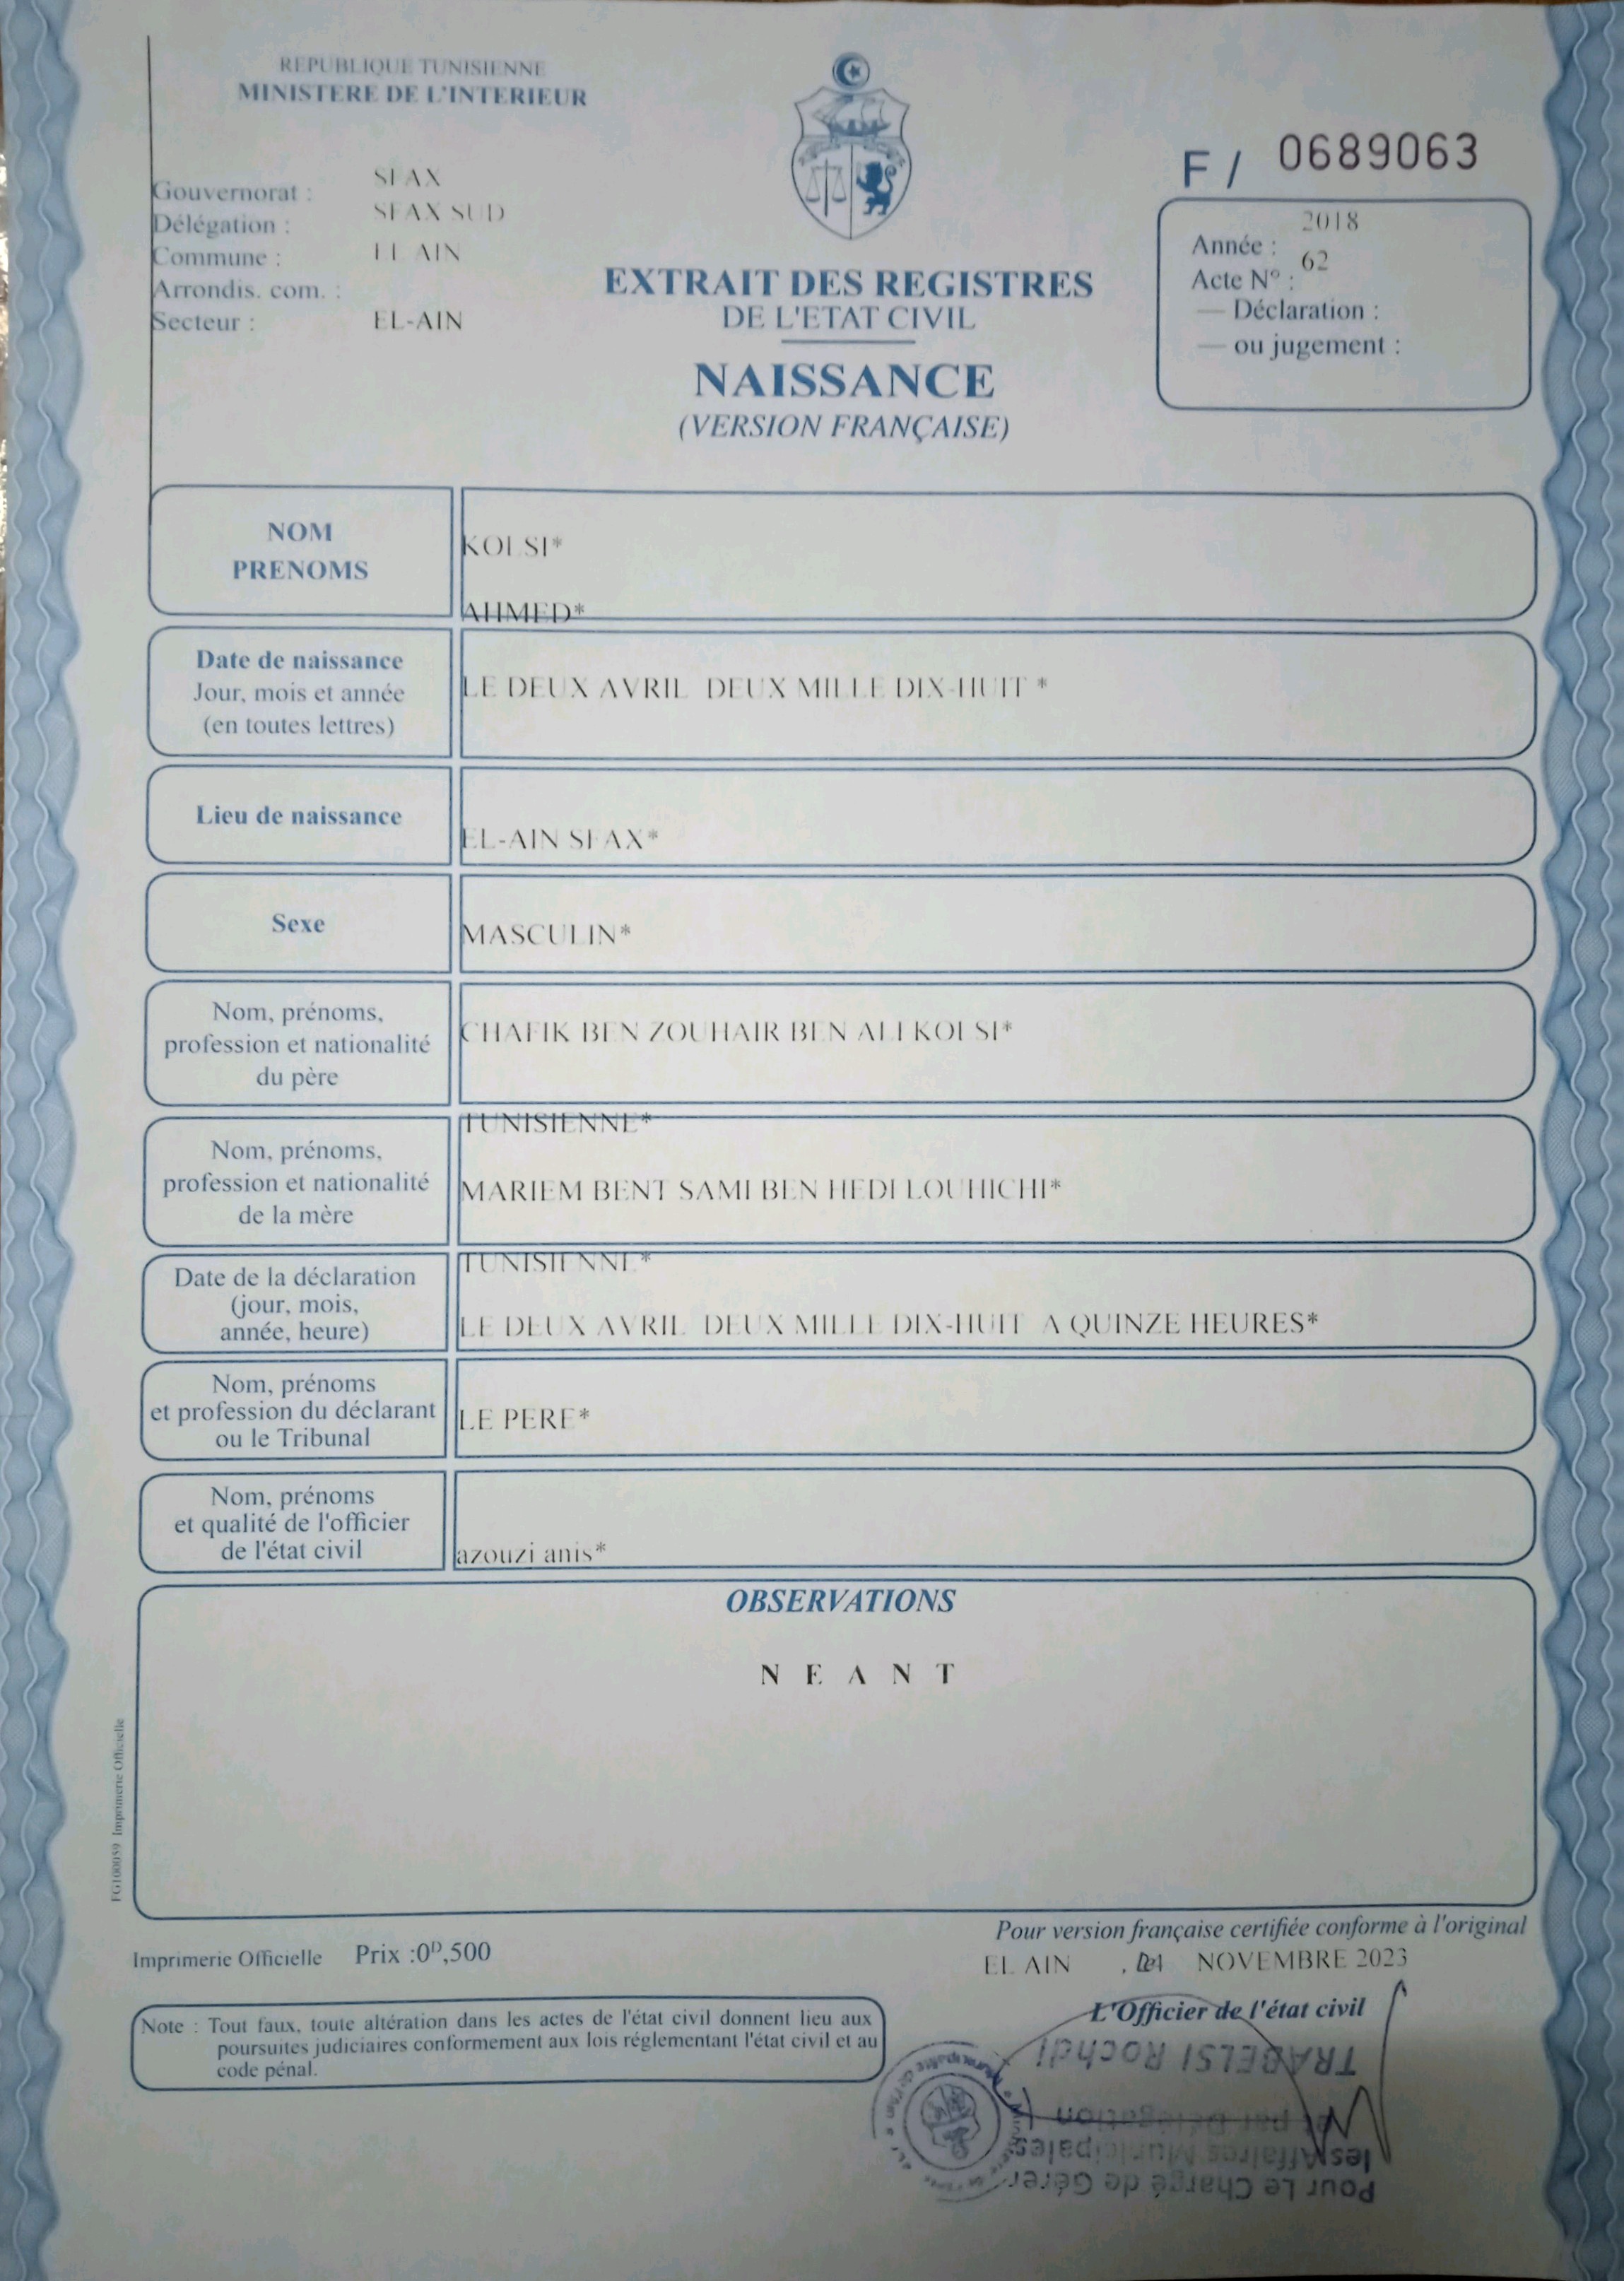 REPUBLIQUE TUNISIENNE
MINISTERE DE L'INTERIEUR
F / 0689063
Gouvernorat : SFAX
Délégation : SFAX SUD
Commune : EL AIN
Arrondis. com. :
Secteur : EL-AIN
Année : 2018
Acte N° : 62
— Déclaration :
— ou jugement :
EXTRAIT DES REGISTRES
DE L'ETAT CIVIL
NAISSANCE
(VERSION FRANÇAISE)
NOM
PRENOMS
KOLSI*
AHMED*
Date de naissance
Jour, mois et année
(en toutes lettres)
LE DEUX AVRIL DEUX MILLE DIX-HUIT *
Lieu de naissance
EL-AIN SFAX*
Sexe
MASCULIN*
Nom, prénoms,
profession et nationalité
du père
CHAFIK BEN ZOUHAIR BEN ALI KOLSI*
TUNISIENNE*
Nom, prénoms,
profession et nationalité
de la mère
MARIEM BENT SAMI BEN HEDI LOUHICHI*
TUNISIENNE*
Date de la déclaration
(jour, mois,
année, heure)
LE DEUX AVRIL DEUX MILLE DIX-HUIT A QUINZE HEURES*
Nom, prénoms
et profession du déclarant
ou le Tribunal
LE PERE*
Nom, prénoms
et qualité de l'officier
de l'état civil
azouzi anis*
OBSERVATIONS
N E A N T
FG100059 Imprimerie Officielle
Imprimerie Officielle Prix :0D,500
Pour version française certifiée conforme à l'original
EL AIN , NOVEMBRE 2023
L'Officier de l'état civil
Note : Tout faux, toute altération dans les actes de l'état civil donnent lieu aux
poursuites judiciaires conformement aux lois réglementant l'état civil et au
code pénal.
Pour Le Chargé de Gérer
les Affaires Municipales
et par Délégation
TRABELSI Rochdi